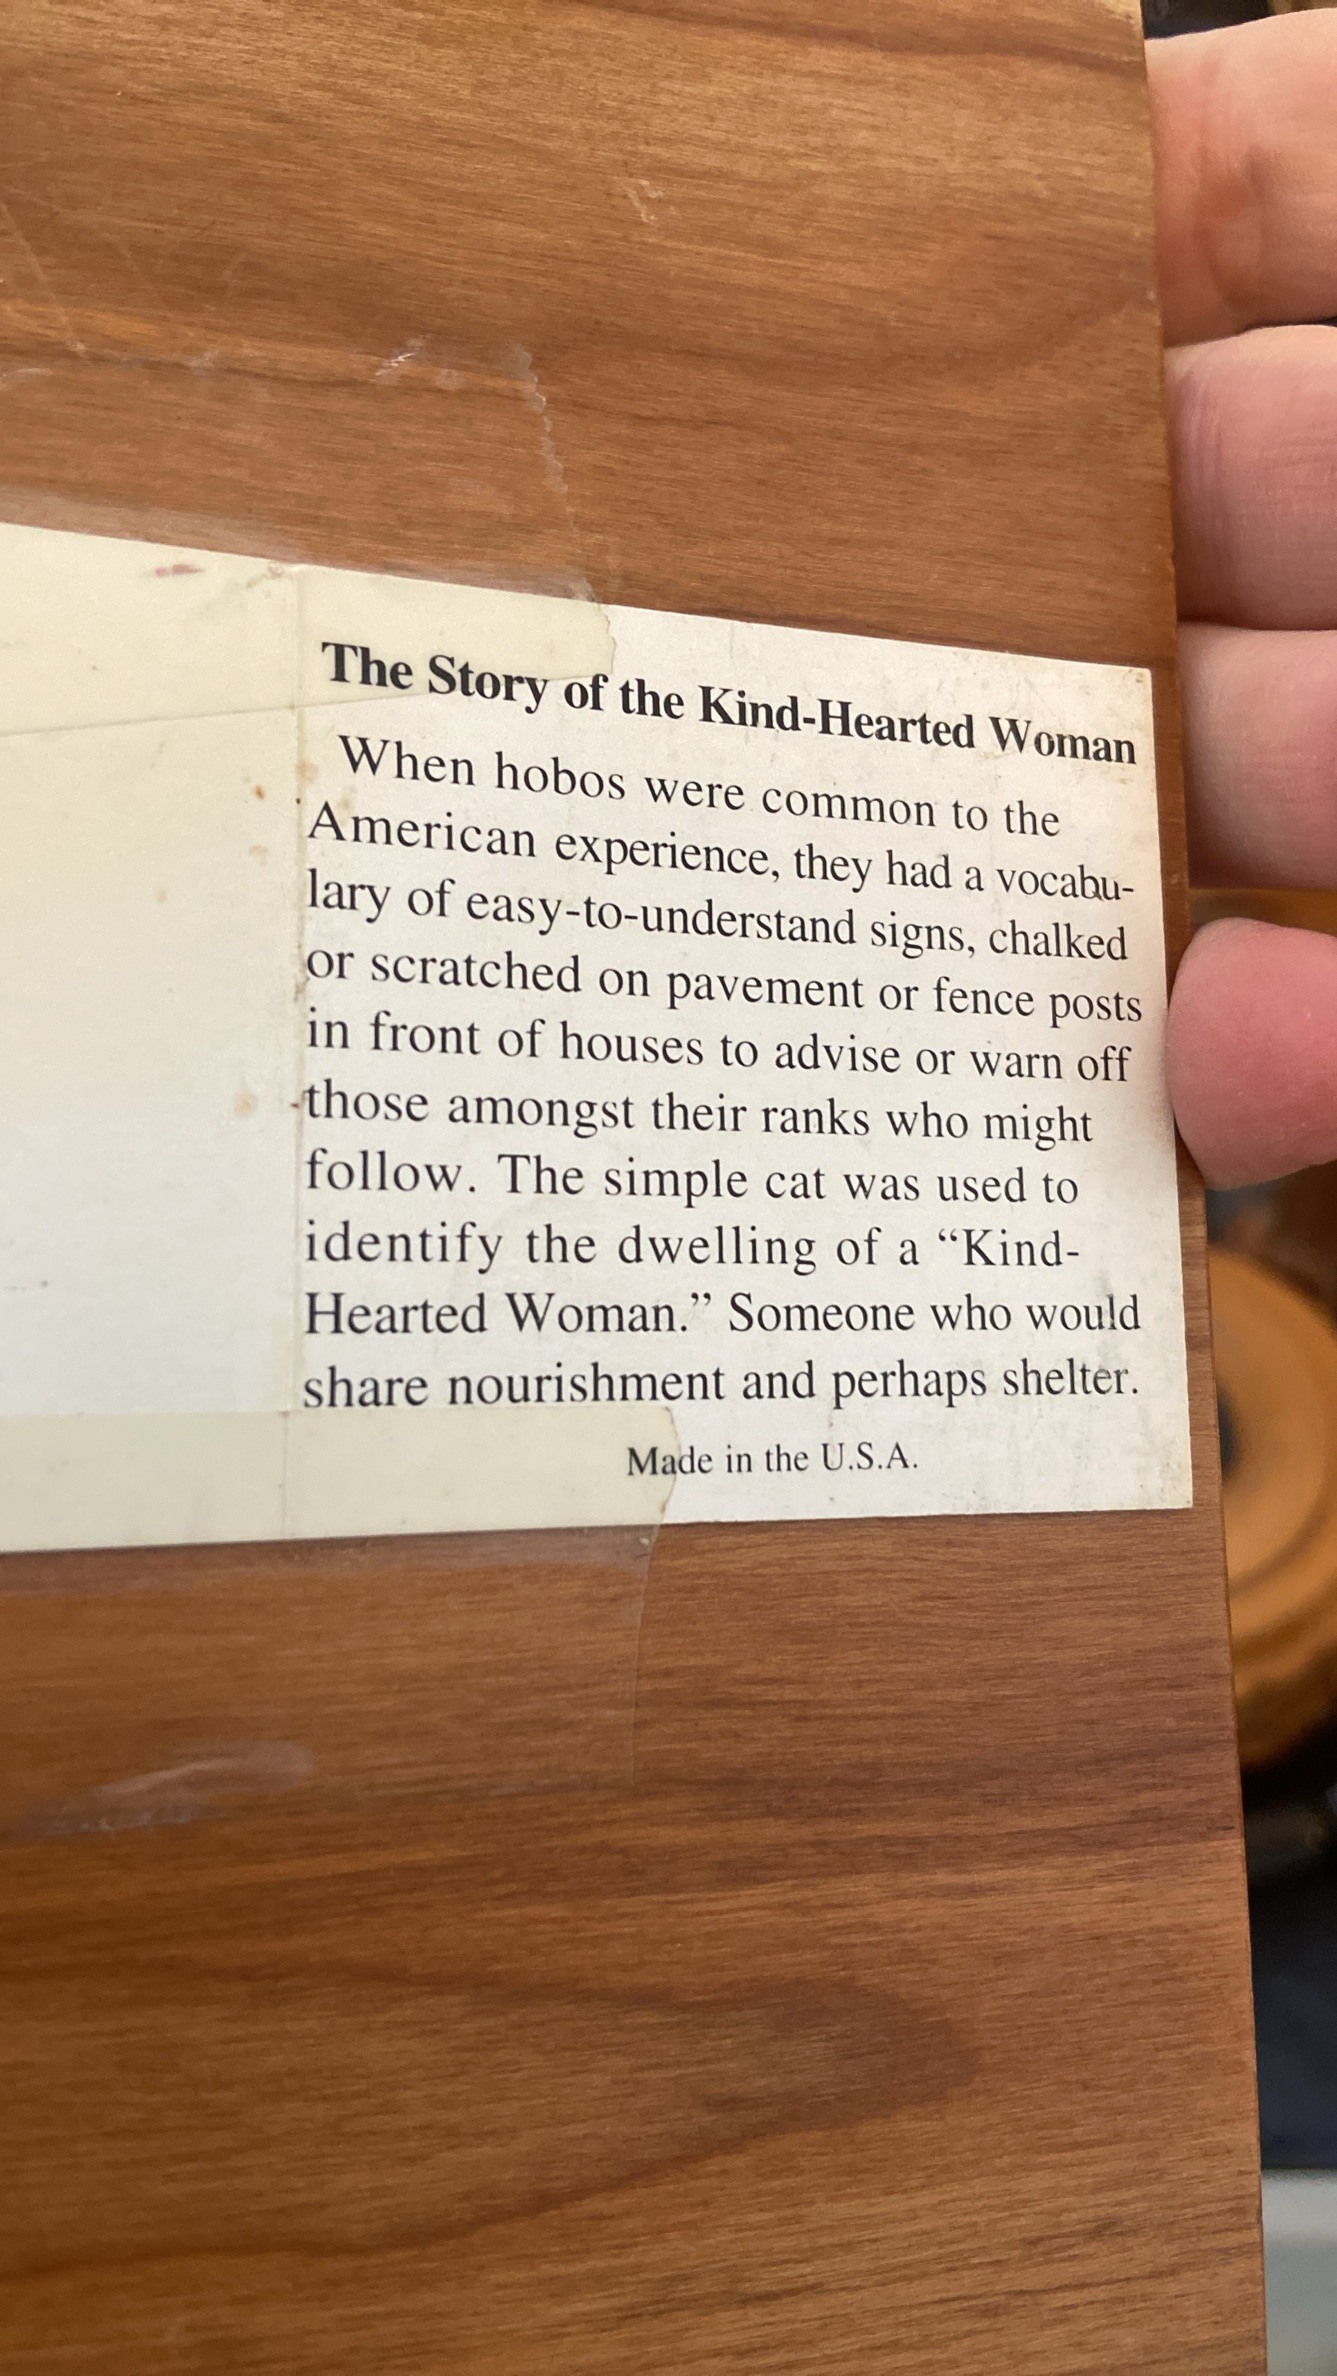 The Story of the Kind-Hearted Woman
When hobos were common to the
American experience, they had a vocabu-
lary of easy-to-understand signs, chalked
or scratched on pavement or fence posts
in front of houses to advise or warn off
those amongst their ranks who might
follow. The simple cat was used to
identify the dwelling of a “Kind-
Hearted Woman.” Someone who would
share nourishment and perhaps shelter.
Made in the U.S.A.